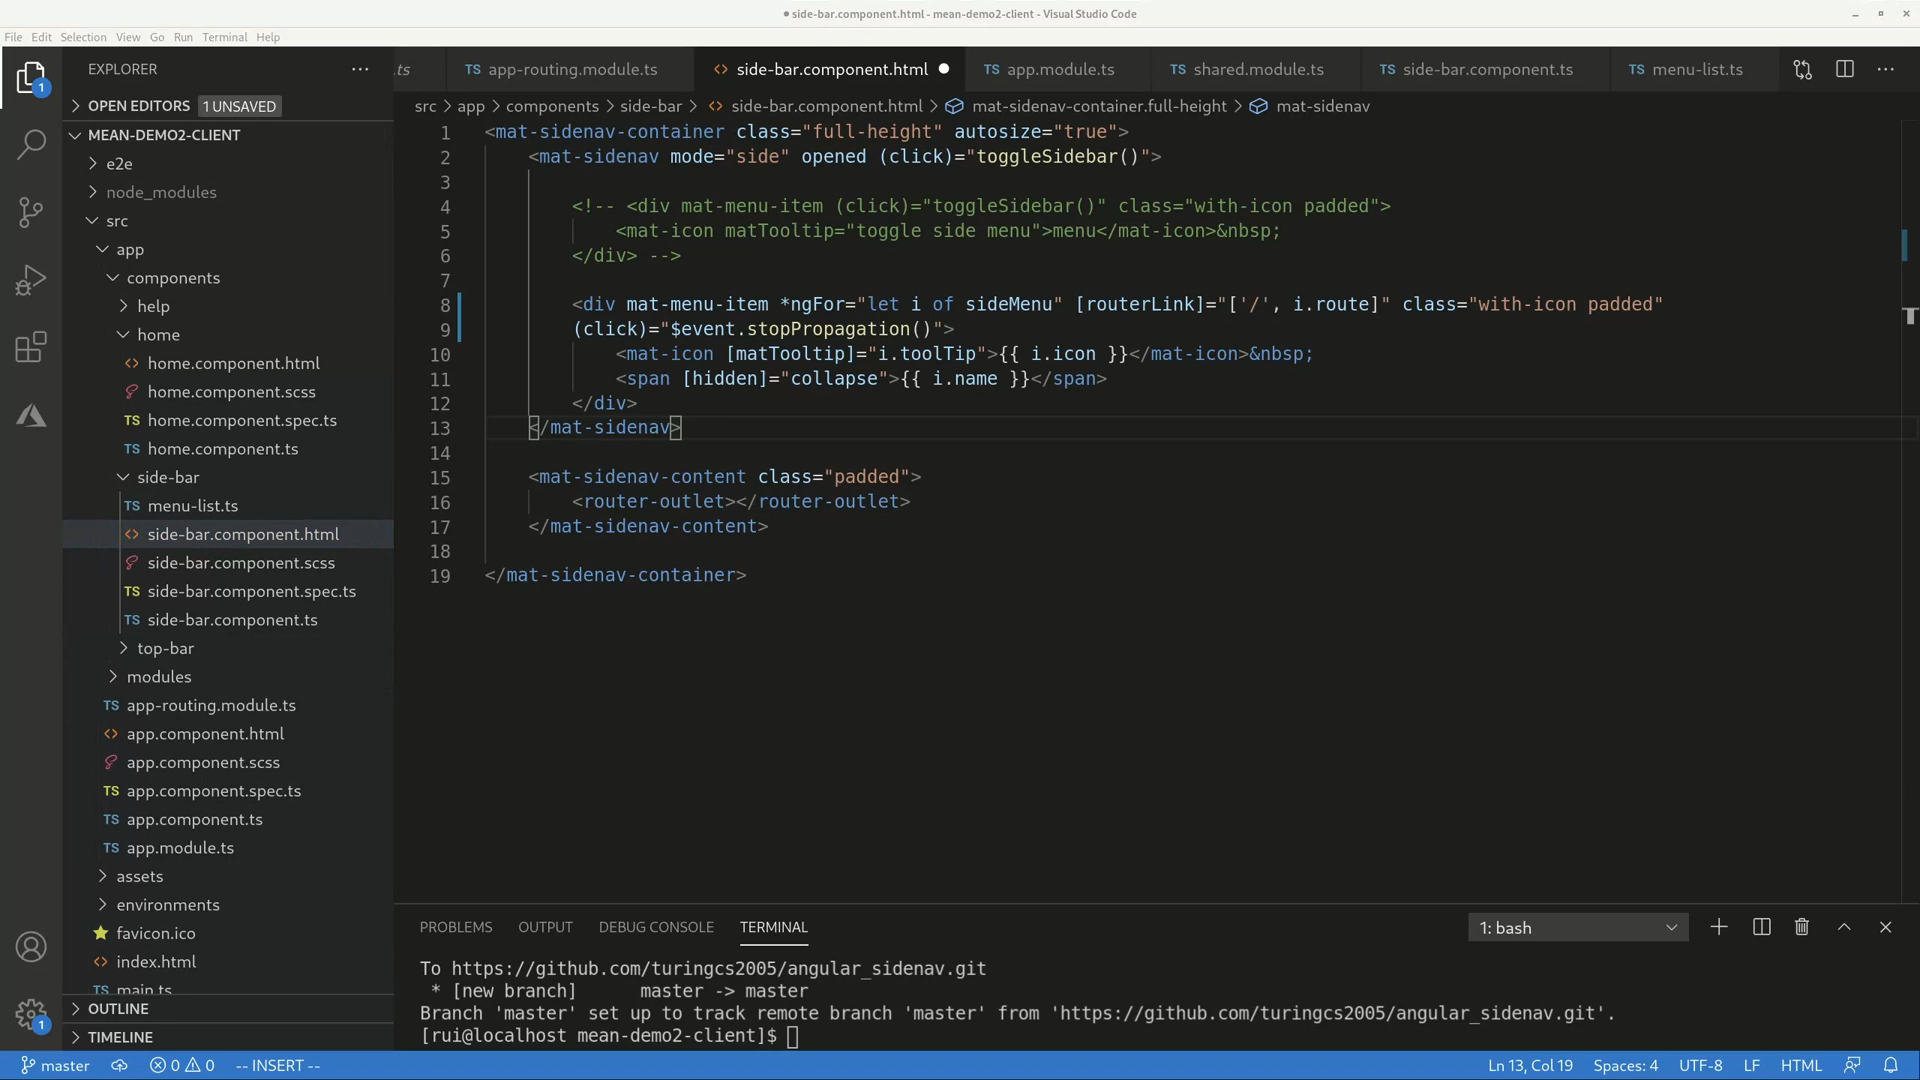 ● side-bar.component.html - mean-demo2-client - Visual Studio Code
File Edit Selection View Go Run Terminal Help
EXPLORER
.ts
TS app-routing.module.ts
<> side-bar.component.html
TS app.module.ts
TS shared.module.ts
TS side-bar.component.ts
TS menu-list.ts
OPEN EDITORS 1 UNSAVED
src > app > components > side-bar > <> side-bar.component.html > mat-sidenav-container.full-height > mat-sidenav
MEAN-DEMO2-CLIENT
e2e
node_modules
src
app
components
help
home
<> home.component.html
home.component.scss
TS home.component.spec.ts
TS home.component.ts
side-bar
TS menu-list.ts
<> side-bar.component.html
side-bar.component.scss
TS side-bar.component.spec.ts
TS side-bar.component.ts
top-bar
modules
TS app-routing.module.ts
<> app.component.html
app.component.scss
TS app.component.spec.ts
TS app.component.ts
TS app.module.ts
assets
environments
favicon.ico
<> index.html
TS main.ts
OUTLINE
TIMELINE
1
1
1 <mat-sidenav-container class="full-height" autosize="true">
2 <mat-sidenav mode="side" opened (click)="toggleSidebar()">
3
4 <!-- <div mat-menu-item (click)="toggleSidebar()" class="with-icon padded">
5 <mat-icon matTooltip="toggle side menu">menu</mat-icon>&nbsp;
6 </div> -->
7
8 <div mat-menu-item *ngFor="let i of sideMenu" [routerLink]="['/', i.route]" class="with-icon padded"
9 (click)="$event.stopPropagation()">
10 <mat-icon [matTooltip]="i.toolTip">{{ i.icon }}</mat-icon>&nbsp;
11 <span [hidden]="collapse">{{ i.name }}</span>
12 </div>
13 </mat-sidenav>
14
15 <mat-sidenav-content class="padded">
16 <router-outlet></router-outlet>
17 </mat-sidenav-content>
18
19 </mat-sidenav-container>
PROBLEMS OUTPUT DEBUG CONSOLE TERMINAL
1: bash
To https://github.com/turingcs2005/angular_sidenav.git
* [new branch] master -> master
Branch 'master' set up to track remote branch 'master' from 'https://github.com/turingcs2005/angular_sidenav.git'.
[rui@localhost mean-demo2-client]$
master 0 0 -- INSERT --
Ln 13, Col 19 Spaces: 4 UTF-8 LF HTML